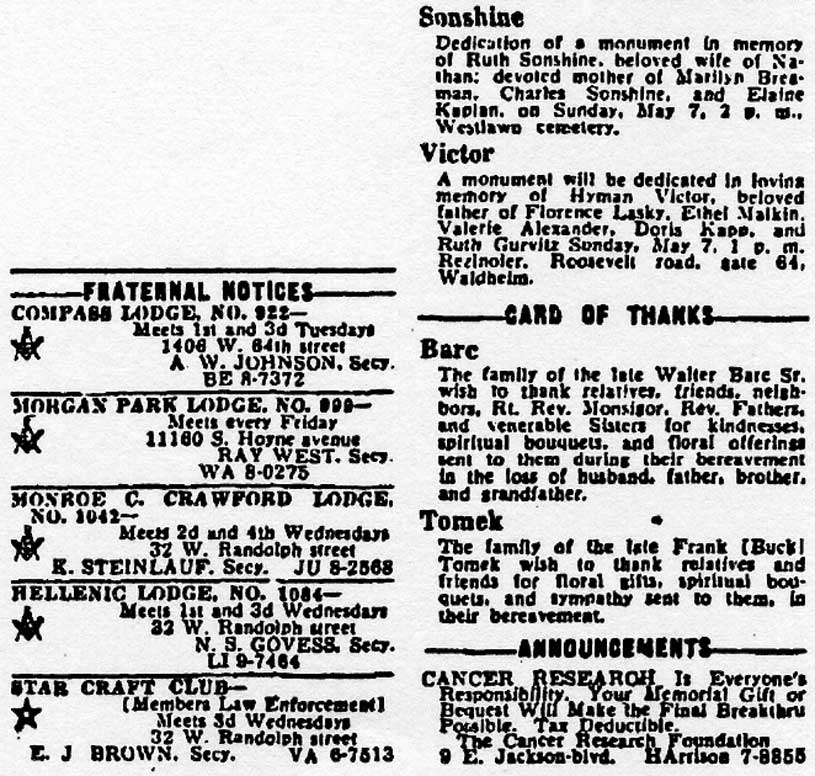 FRATERNAL NOTICES
COMPASS LODGE, NO. 922—
Meets 1st and 3d Tuesdays
1406 W. 64th street
A. W. JOHNSON, Secy.
BE 8-7372
MORGAN PARK LODGE, NO. 999—
Meets every Friday
11160 S. Hoyne avenue
RAY WEST, Secy.
WA 8-0275
MONROE C. CRAWFORD LODGE,
NO. 1042—
Meets 2d and 4th Wednesdays
32 W. Randolph street
K. STEINLAUF, Secy. JU 8-2568
HELLENIC LODGE, NO. 1084—
Meets 1st and 3d Wednesdays
32 W. Randolph street
N. S. GOVESS, Secy.
LI 9-7464
STAR CRAFT CLUB—
[Members Law Enforcement]
Meets 3d Wednesdays
32 W. Randolph street
E. J BROWN, Secy. VA 6-7513
Sonshine
Dedication of a monument in memory
of Ruth Sonshine, beloved wife of Na-
than; devoted mother of Marilyn Bres-
man, Charles Sonshine, and Elaine
Kaplan, on Sunday, May 7, 2 p. m.,
Westlawn cemetery.
Victor
A monument will be dedicated in loving
memory of Hyman Victor, beloved
father of Florence Lasky, Ethel Malkin,
Valerie Alexander, Doris Kapp, and
Ruth Gurvitz Sunday, May 7, 1 p. m.
Rezinoler, Roosevelt road, gate 64,
Waldheim.
CARD OF THANKS
Barc
The family of the late Walter Barc Sr.
wish to thank relatives, friends, neigh-
bors, Rt. Rev. Monsigor, Rev. Fathers,
and venerable Sisters for kindnesses,
spiritual bouquets, and floral offerings
sent to them during their bereavement
in the loss of husband, father, brother,
and grandfather.
Tomek
The family of the late Frank [Buck]
Tomek wish to thank relatives and
friends for floral gifts, spiritual bou-
quets, and sympathy sent to them, in
their bereavement.
ANNOUNCEMENTS
CANCER RESEARCH Is Everyone's
Responsibility. Your Memorial Gift or
Bequest Will Make the Final Breakthru
Possible. Tax Deductible.
The Cancer Research Foundation
9 E. Jackson-blvd. HArrison 7-8855